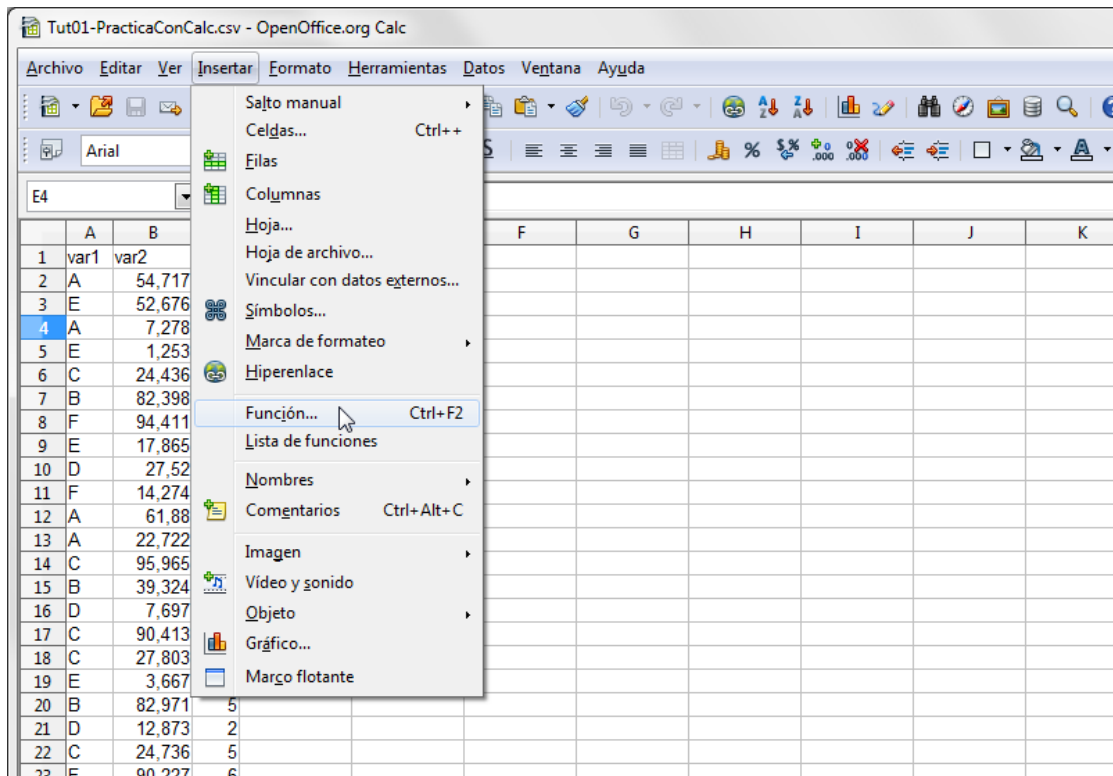 Tut01-PracticaConCalc.csv - OpenOffice.org Calc
Archivo Editar Ver Insertar Formato Herramientas Datos Ventana Ayuda
Arial
E4
Salto manual
Celdas... Ctrl++
Filas
Columnas
Hoja...
Hoja de archivo...
Vincular con datos externos...
Símbolos...
Marca de formateo
Hiperenlace
Función... Ctrl+F2
Lista de funciones
Nombres
Comentarios Ctrl+Alt+C
Imagen
Vídeo y sonido
Objeto
Gráfico...
Marco flotante
A B F G H I J K
1 var1 var2
2 A 54,717
3 E 52,676
4 A 7,278
5 E 1,253
6 C 24,436
7 B 82,398
8 F 94,411
9 E 17,865
10 D 27,52
11 F 14,274
12 A 61,88
13 A 22,722
14 C 95,965
15 B 39,324
16 D 7,697
17 C 90,413
18 C 27,803
19 E 3,667
20 B 82,971 5
21 D 12,873 2
22 C 24,736 5
23 90,227 6